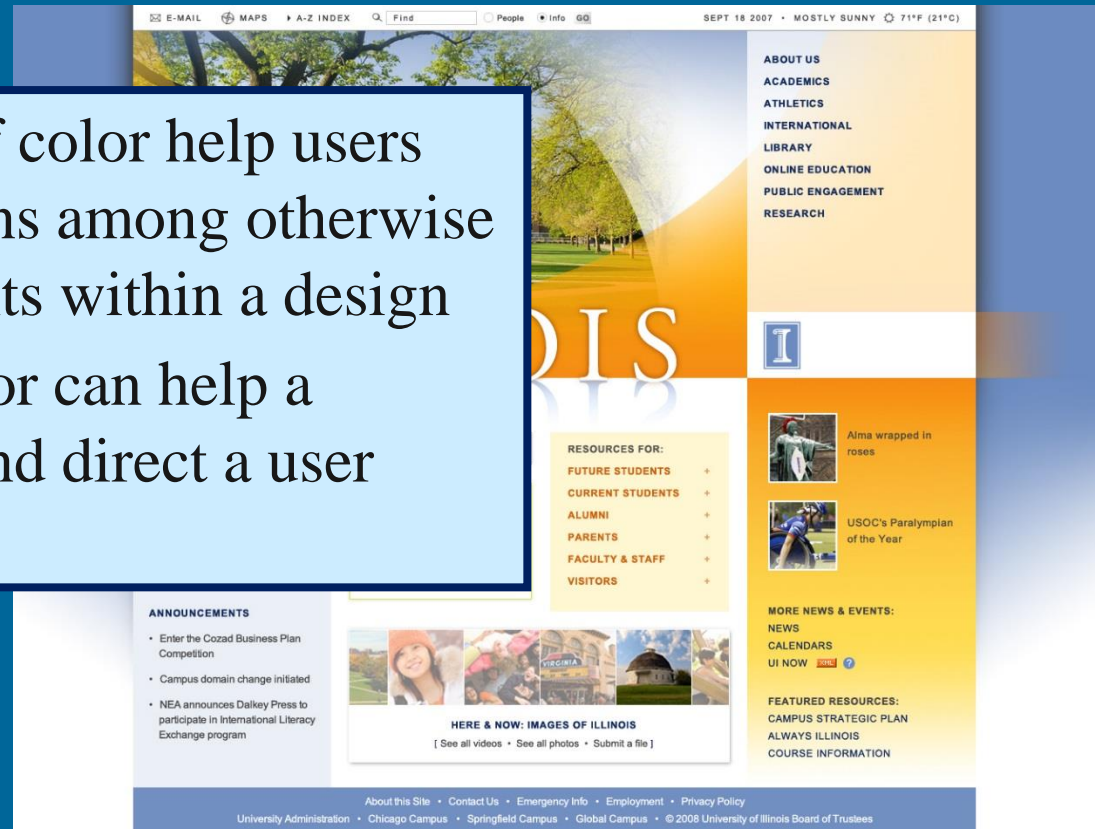 E-MAIL MAPS A-Z INDEX Find People Info GO SEPT 18 2007 • MOSTLY SUNNY 71°F (21°C)
f color help users
ns among otherwise
ts within a design
or can help a
nd direct a user
OIS
ABOUT US
ACADEMICS
ATHLETICS
INTERNATIONAL
LIBRARY
ONLINE EDUCATION
PUBLIC ENGAGEMENT
RESEARCH
I
RESOURCES FOR:
FUTURE STUDENTS +
CURRENT STUDENTS +
ALUMNI +
PARENTS +
FACULTY & STAFF +
VISITORS +
Alma wrapped in
roses
USOC's Paralympian
of the Year
MORE NEWS & EVENTS:
NEWS
CALENDARS
UI NOW XML ?
FEATURED RESOURCES:
CAMPUS STRATEGIC PLAN
ALWAYS ILLINOIS
COURSE INFORMATION
ANNOUNCEMENTS
• Enter the Cozad Business Plan
Competition
• Campus domain change initiated
• NEA announces Dalkey Press to
participate in International Literacy
Exchange program
VIRGINIA
HERE & NOW: IMAGES OF ILLINOIS
[ See all videos • See all photos • Submit a file ]
About this Site • Contact Us • Emergency Info • Employment • Privacy Policy
University Administration • Chicago Campus • Springfield Campus • Global Campus • © 2008 University of Illinois Board of Trustees